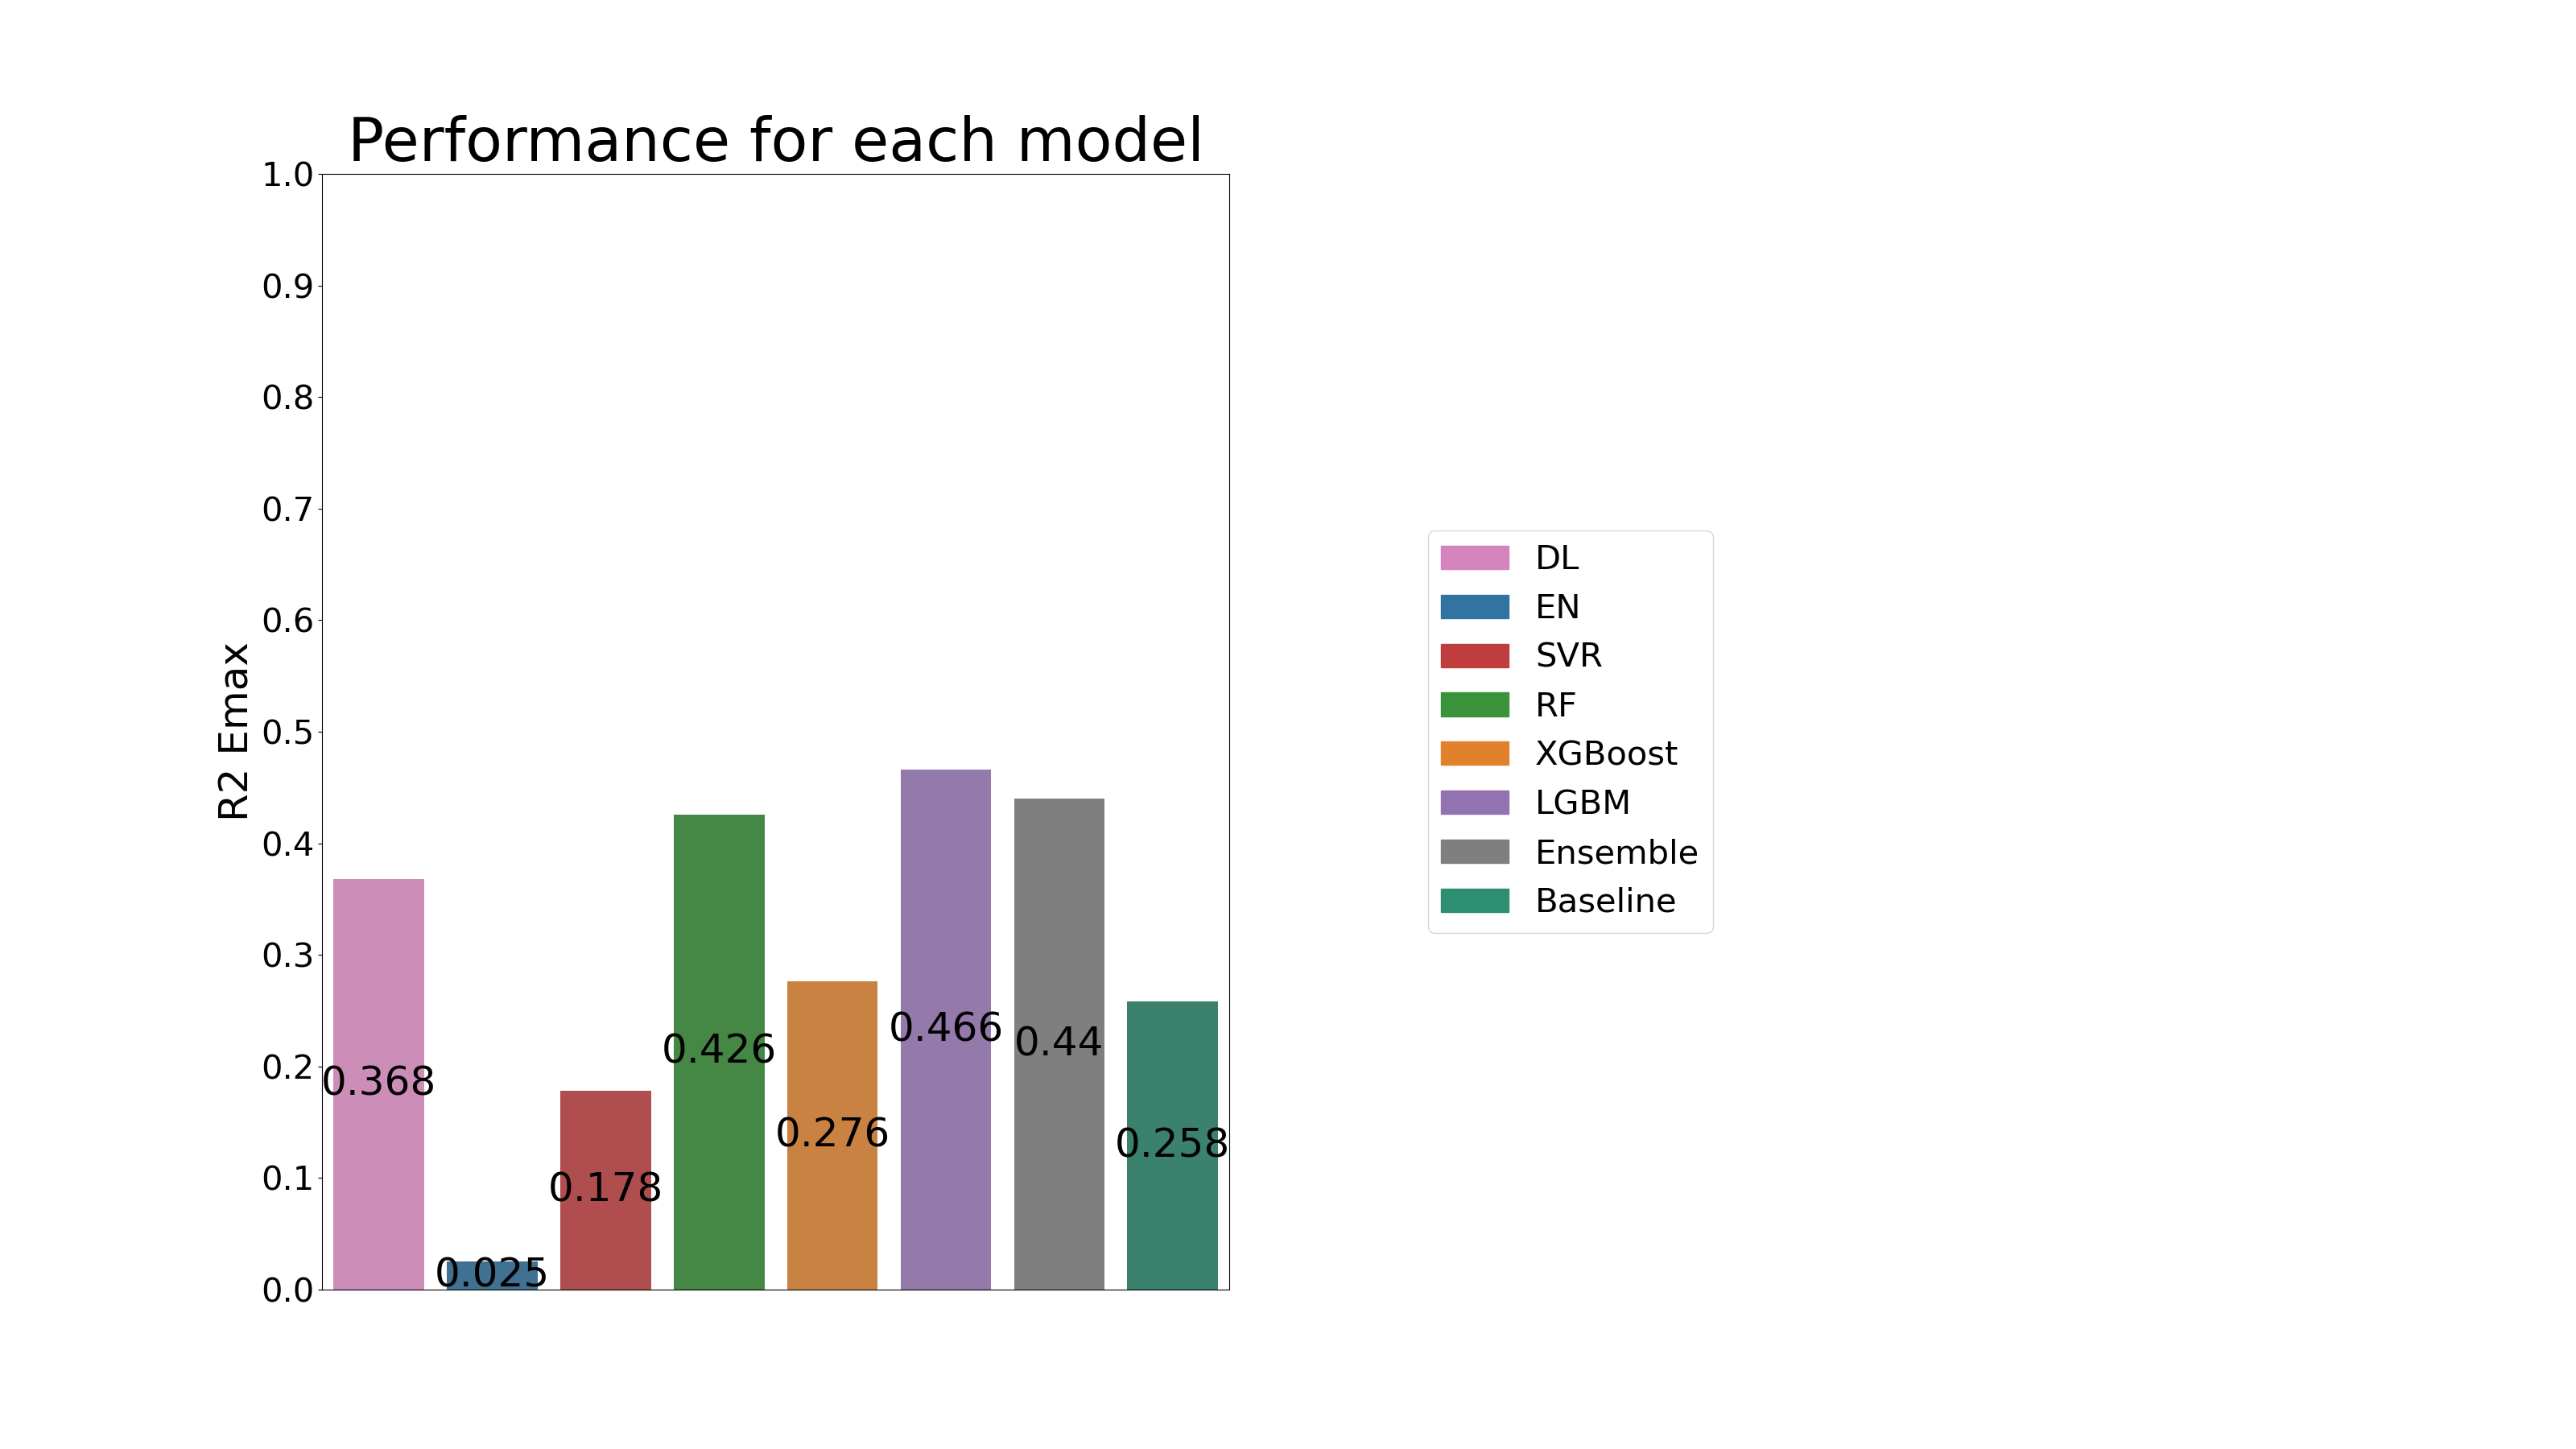 Performance for each model
R2 Emax
1.0
0.9
0.8
0.7
0.6
0.5
0.4
0.3
0.2
0.1
0.0
0.368
0.025
0.178
0.426
0.276
0.466
0.44
0.258
DL
EN
SVR
RF
XGBoost
LGBM
Ensemble
Baseline